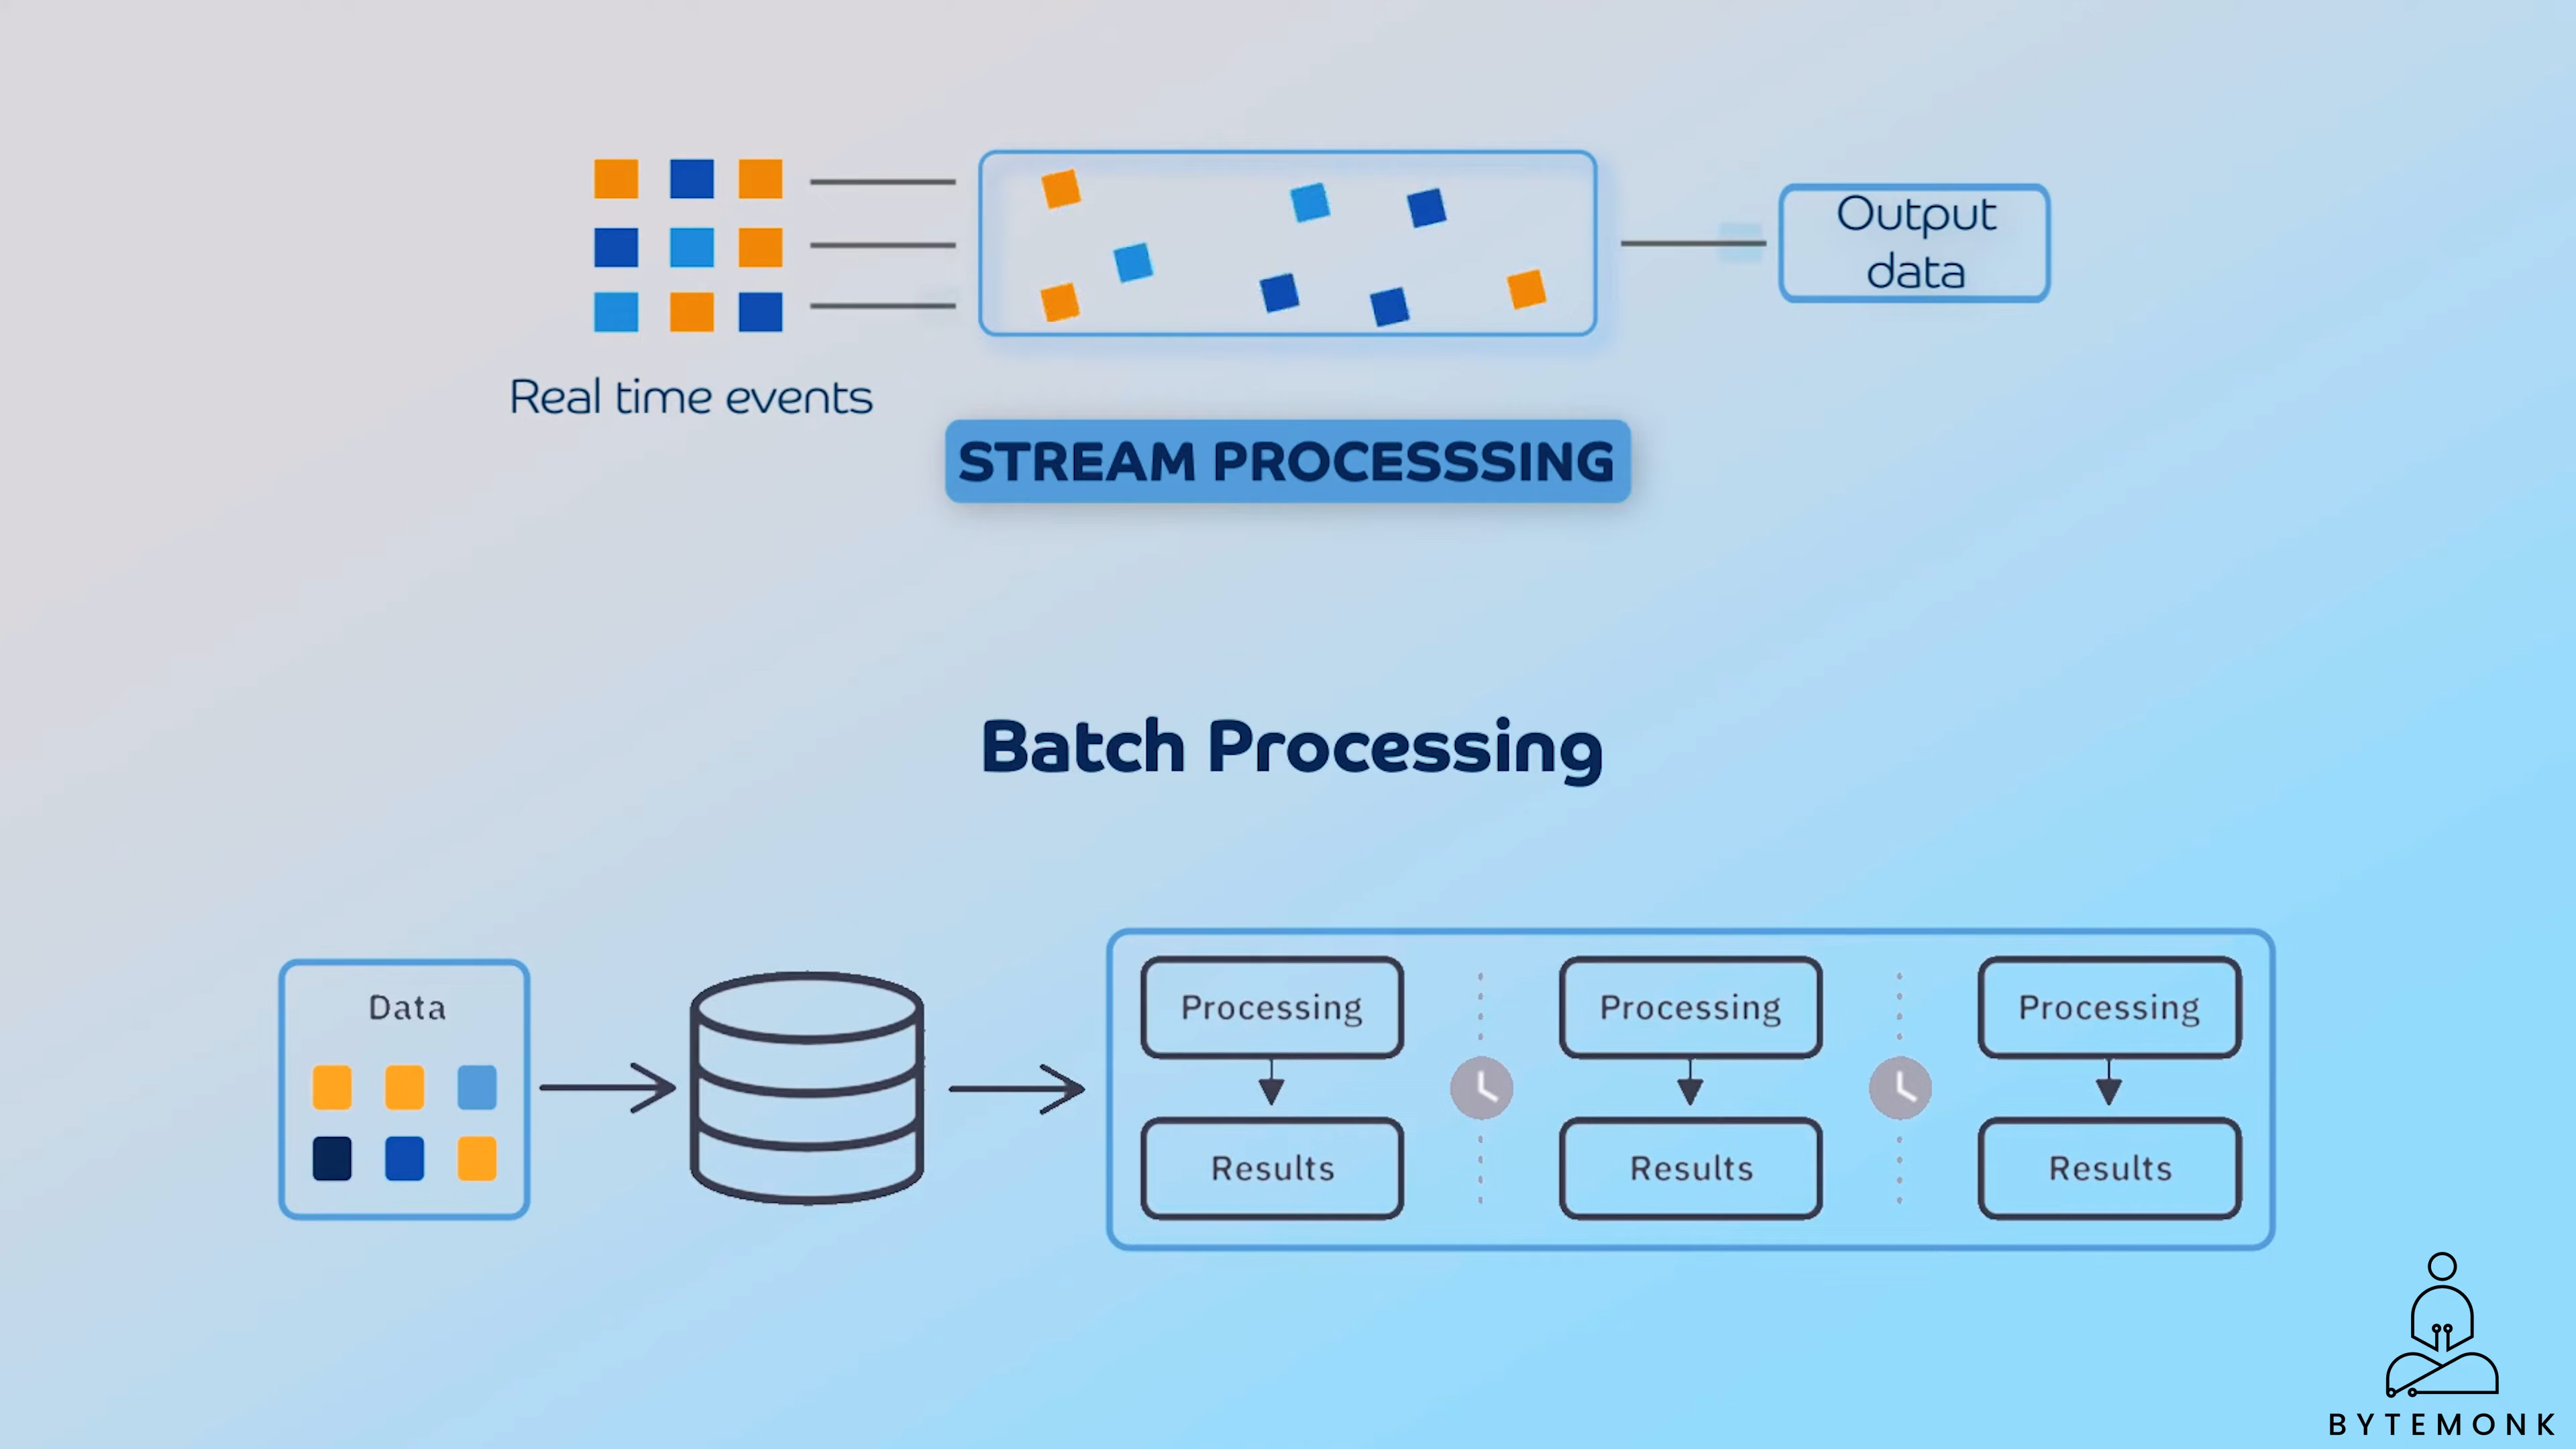 Output
data
Real time events
STREAM PROCESSSING
Batch Processing
Data
Processing
Processing
Processing
Results
Results
Results
BYTEMONK